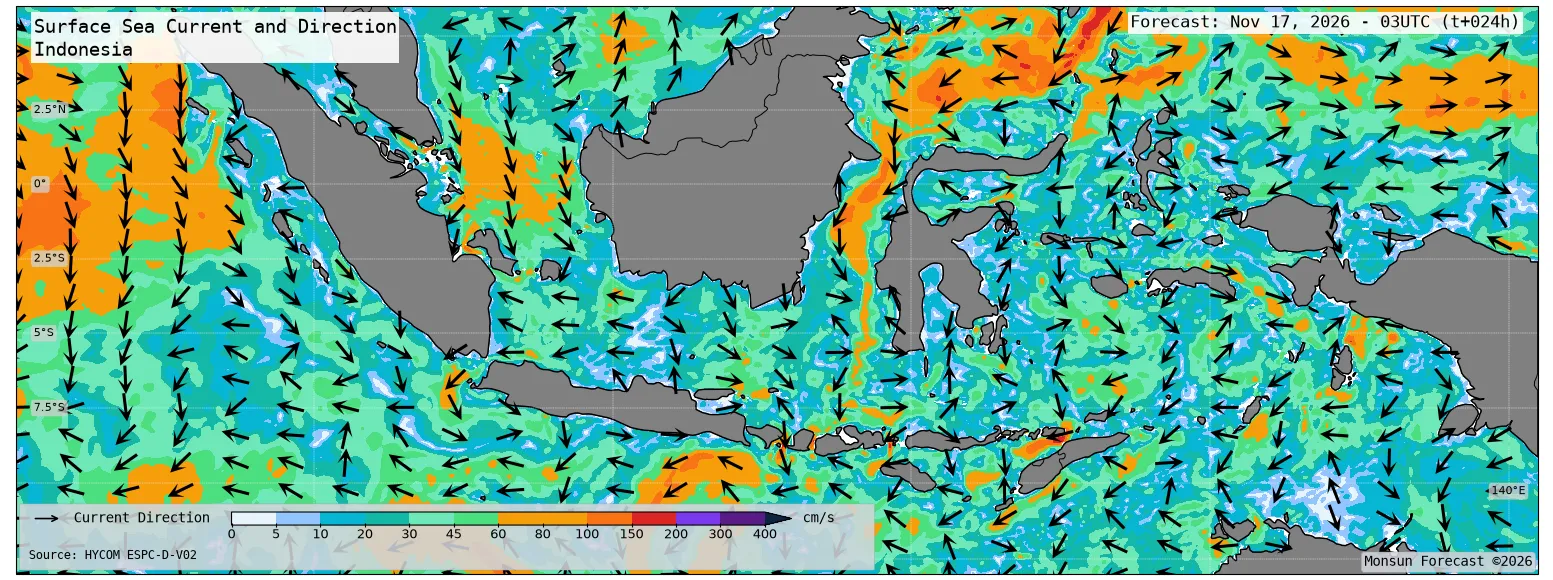 Surface Sea Current and Direction
Indonesia
Forecast: Nov 17, 2026 - 03UTC (t+024h)
2.5°N
0°
2.5°S
5°S
7.5°S
140°E
Current Direction
0 5 10 20 30 45 60 80 100 150 200 300 400 cm/s
Source: HYCOM ESPC-D-V02
Monsun Forecast ©2026